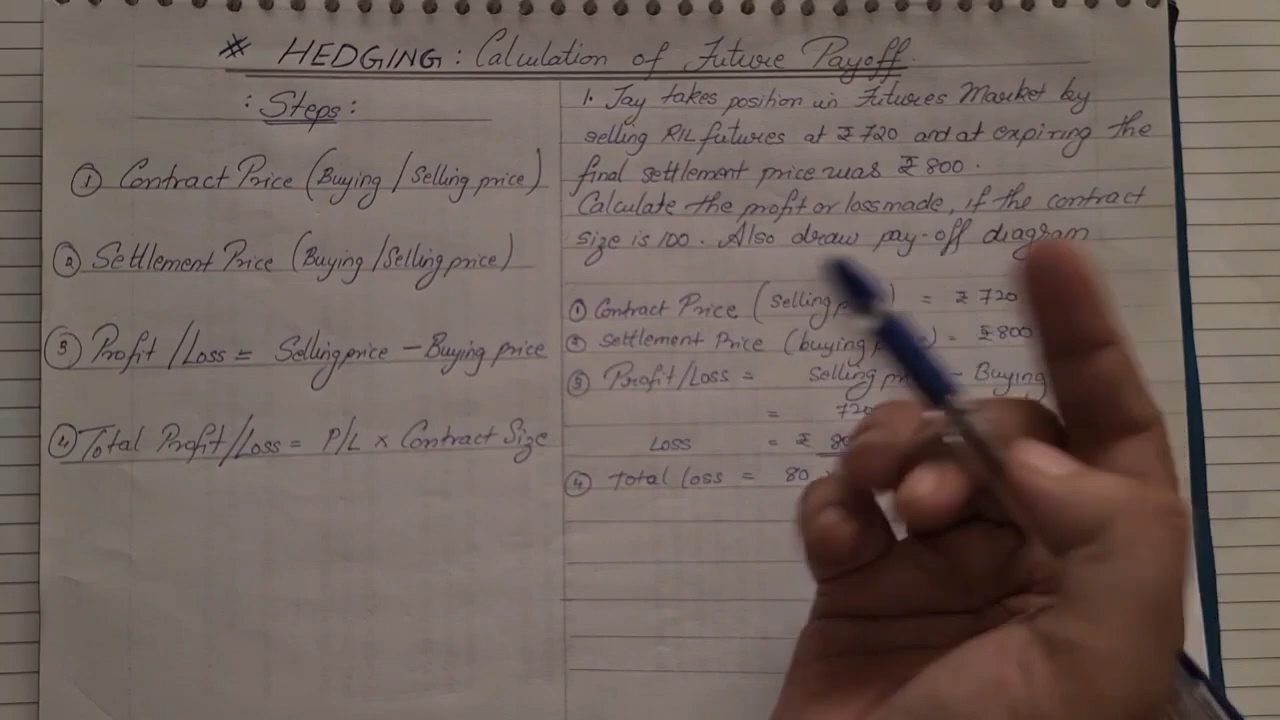 * HEDGING: Calculation of Future Payoff.
: Steps :
① Contract Price (Buying / Selling price)
② Settlement Price (Buying / Selling price)
③ Profit / Loss = Selling price - Buying price
④ Total Profit/Loss = P/L x Contract Size
1. Jay takes position in Futures Market by
selling RIL futures at ₹ 720 and at expiring the
final settlement price was ₹ 800.
Calculate the profit or loss made, if the contract
size is 100. Also draw pay-off diagram
① Contract Price (Selling ) = ₹ 720
② Settlement Price (buying ) = ₹ 800
③ Profit/Loss = Selling - Buying
= 720
Loss = ₹ 80
④ Total Loss = 80